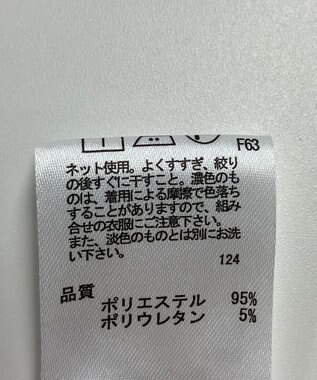 F63
ネット使用。よくすすぎ、絞り
の後すぐに干すこと。濃色のも
のは、着用による摩擦で色落ち
することがありますので、組み
合せの衣服にご注意下さい。
また、淡色のものとは別にお洗
い下さい。
124
品質
ポリエステル 95%
ポリウレタン 5%